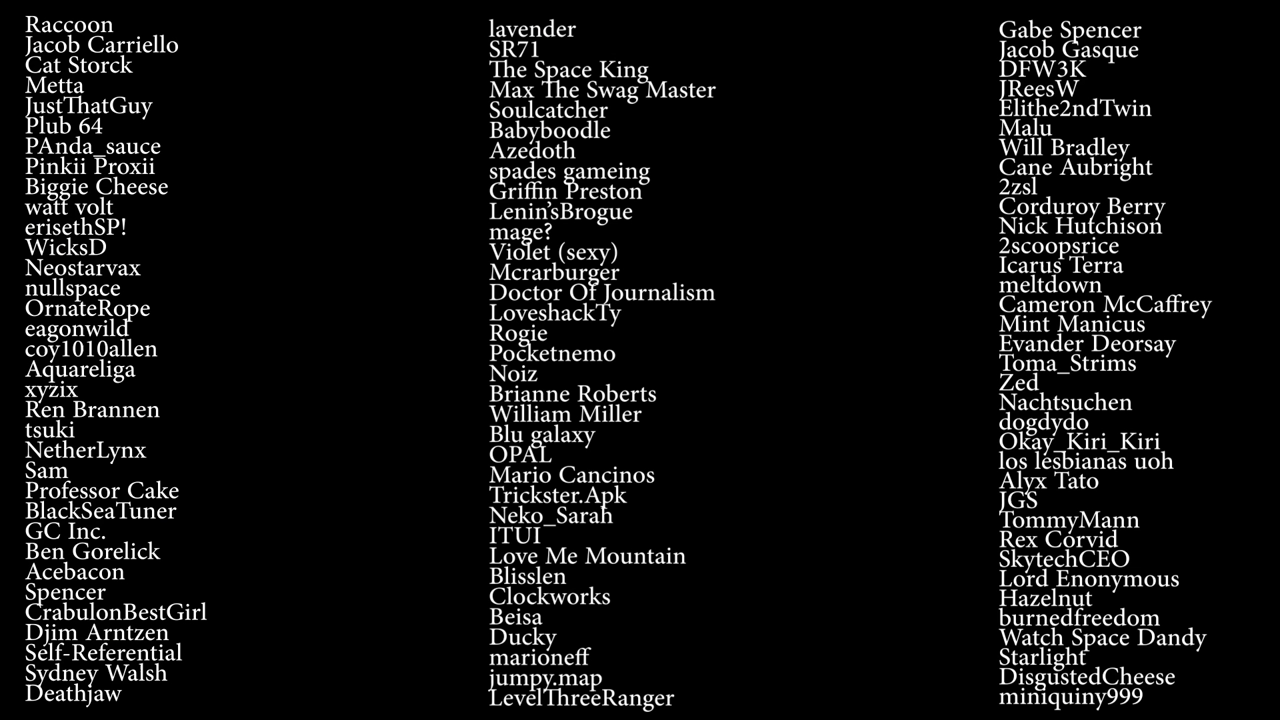 Raccoon
Jacob Carriello
Cat Storck
Metta
JustThatGuy
Plub 64
PAnda_sauce
Pinkii Proxii
Biggie Cheese
watt volt
erisethSP!
WicksD
Neostarvax
nullspace
OrnateRope
eagonwild
coy1010allen
Aquareliga
xyzix
Ren Brannen
tsuki
NetherLynx
Sam
Professor Cake
BlackSeaTuner
GC Inc.
Ben Gorelick
Acebacon
Spencer
CrabulonBestGirl
Djim Arntzen
Self-Referential
Sydney Walsh
Deathjaw
lavender
SR71
The Space King
Max The Swag Master
Soulcatcher
Babyboodle
Azedoth
spades gameing
Griffin Preston
Lenin'sBrogue
mage?
Violet (sexy)
Mcrarburger
Doctor Of Journalism
LoveshackTy
Rogie
Pocketnemo
Noiz
Brianne Roberts
William Miller
Blu galaxy
OPAL
Mario Cancinos
Trickster.Apk
Neko_Sarah
ITUI
Love Me Mountain
Blisslen
Clockworks
Beisa
Ducky
marioneff
jumpy.map
LevelThreeRanger
Gabe Spencer
Jacob Gasque
DFW3K
JReesW
Elithe2ndTwin
Malu
Will Bradley
Cane Aubright
2zsl
Corduroy Berry
Nick Hutchison
2scoopsrice
Icarus Terra
meltdown
Cameron McCaffrey
Mint Manicus
Evander Deorsay
Toma_Strims
Zed
Nachtsuchen
dogdydo
Okay_Kiri_Kiri
los lesbianas uoh
Alyx Tato
JGS
TommyMann
Rex Corvid
SkytechCEO
Lord Enonymous
Hazelnut
burnedfreedom
Watch Space Dandy
Starlight
DisgustedCheese
miniquiny999